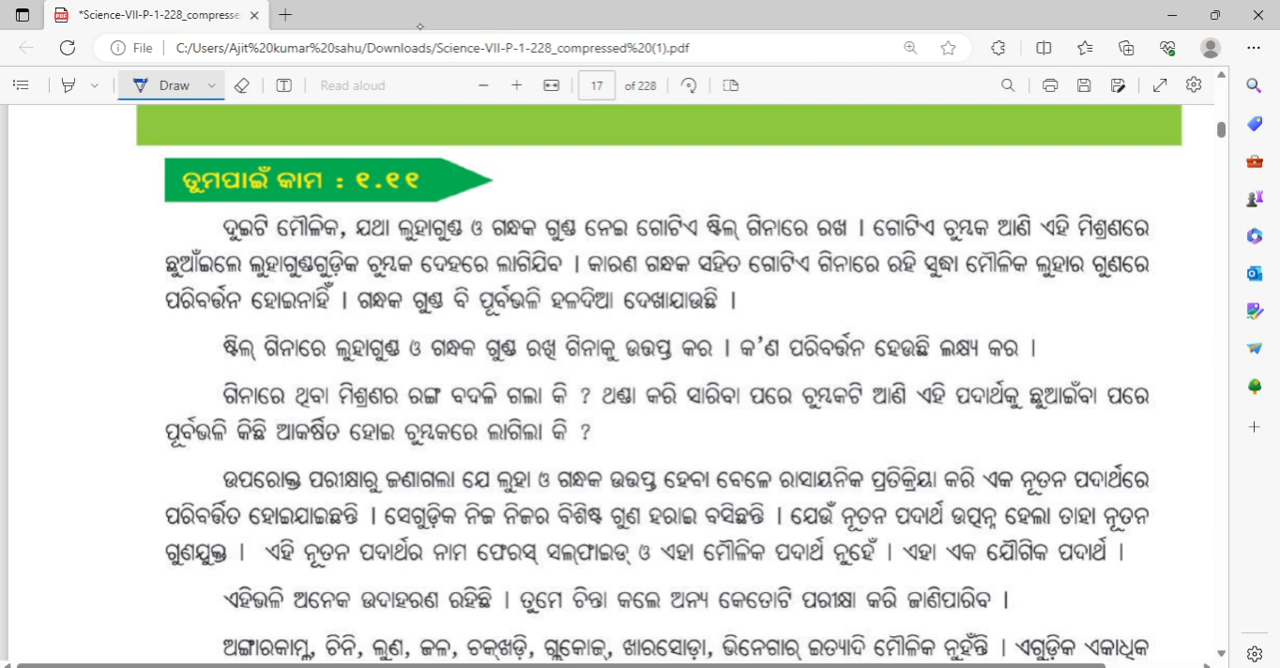 *Science-VII-P-1-228_compresse
File
C:/Users/Ajit%20kumar%20sahu/Downloads/Science-VII-P-1-228_compressed%20(1).pdf
Draw
Read aloud
17
of 228
ତୁମପାଇଁ କାମ : ୧.୧୧
ଦୁଇଟି ମୌଳିକ, ଯଥା ଲୁହାଗୁଣ୍ଡ ଓ ଗନ୍ଧକ ଗୁଣ୍ଡ ନେଇ ଗୋଟିଏ ଷ୍ଟିଲ୍ ଗିନାରେ ରଖ । ଗୋଟିଏ ଚୁମ୍ବକ ଆଣି ଏହି ମିଶ୍ରଣରେ
ଛୁଆଁଇଲେ ଲୁହାଗୁଣ୍ଡଗୁଡ଼ିକ ଚୁମ୍ବକ ଦେହରେ ଲାଗିଯିବ । କାରଣ ଗନ୍ଧକ ସହିତ ଗୋଟିଏ ଗିନାରେ ରହି ସୁଦ୍ଧା ମୌଳିକ ଲୁହାର ଗୁଣରେ
ପରିବର୍ତ୍ତନ ହୋଇନାହିଁ । ଗନ୍ଧକ ଗୁଣ୍ଡ ବି ପୂର୍ବଭଳି ହଳଦିଆ ଦେଖାଯାଉଛି ।
ଷ୍ଟିଲ୍ ଗିନାରେ ଲୁହାଗୁଣ୍ଡ ଓ ଗନ୍ଧକ ଗୁଣ୍ଡ ରଖି ଗିନାକୁ ଉତ୍ତପ୍ତ କର । କ'ଣ ପରିବର୍ତ୍ତନ ହେଉଛି ଲକ୍ଷ୍ୟ କର ।
ଗିନାରେ ଥିବା ମିଶ୍ରଣର ରଙ୍ଗ ବଦଳି ଗଲା କି ? ଥଣ୍ଡା କରି ସାରିବା ପରେ ଚୁମ୍ବକଟି ଆଣି ଏହି ପଦାର୍ଥକୁ ଛୁଆଇଁବା ପରେ
ପୂର୍ବଭଳି କିଛି ଆକର୍ଷିତ ହୋଇ ଚୁମ୍ବକରେ ଲାଗିଲା କି ?
ଉପରୋକ୍ତ ପରୀକ୍ଷାରୁ ଜଣାଗଲା ଯେ ଲୁହା ଓ ଗନ୍ଧକ ଉତ୍ତପ୍ତ ହେବା ବେଳେ ରାସାୟନିକ ପ୍ରତିକ୍ରିୟା କରି ଏକ ନୂତନ ପଦାର୍ଥରେ
ପରିବର୍ତ୍ତିତ ହୋଇଯାଇଛନ୍ତି । ସେଗୁଡ଼ିକ ନିଜ ନିଜର ବିଶିଷ୍ଟ ଗୁଣ ହରାଇ ବସିଛନ୍ତି । ଯେଉଁ ନୂତନ ପଦାର୍ଥ ଉତ୍ପନ୍ନ ହେଲା ତାହା ନୂତନ
ଗୁଣଯୁକ୍ତ । ଏହି ନୂତନ ପଦାର୍ଥର ନାମ ଫେରସ୍ ସଲ୍‌ଫାଇଡ୍ ଓ ଏହା ମୌଳିକ ପଦାର୍ଥ ନୁହେଁ । ଏହା ଏକ ଯୌଗିକ ପଦାର୍ଥ ।
ଏହିଭଳି ଅନେକ ଉଦାହରଣ ରହିଛି । ତୁମେ ଚିନ୍ତା କଲେ ଅନ୍ୟ କେତୋଟି ପରୀକ୍ଷା କରି ଜାଣିପାରିବ ।
ଅଙ୍ଗାରକାମ୍ଳ, ଚିନି, ଲୁଣ, ଜଳ, ଚକ୍‌ଖଡ଼ି, ଗ୍ଲୁକୋଜ୍, ଖାରସୋଡ଼ା, ଭିନେଗାର୍ ଇତ୍ୟାଦି ମୌଳିକ ନୁହଁନ୍ତି । ଏଗୁଡ଼ିକ ଏକାଧିକ